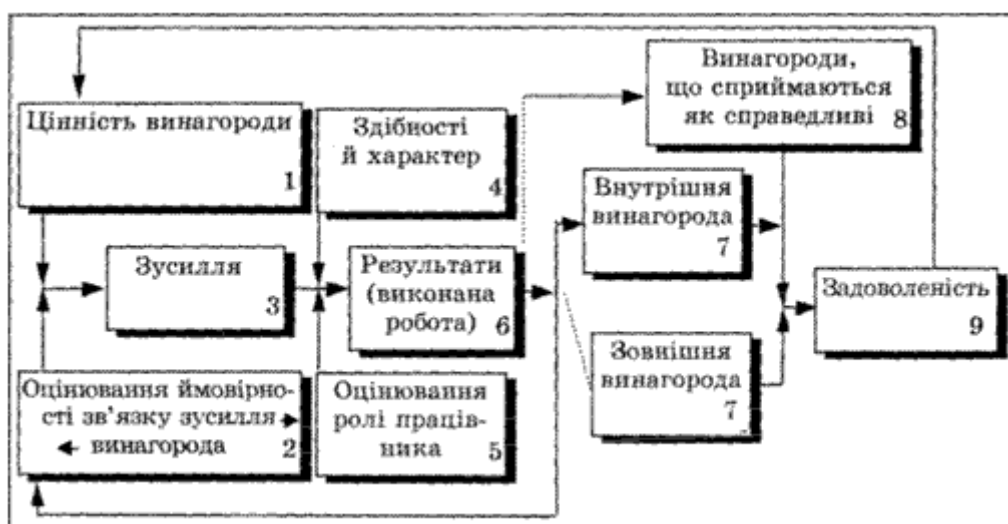 Цінність винагороди
1
Здібності
й характер
4
Винагороди,
що сприймаються
як справедливі 8
Внутрішня
винагорода
7
Зусилля
3
Результати
(виконана
робота) 6
Задоволеність
9
Зовнішня
винагорода
7
Оцінювання ймовірно-
сті зв'язку зусилля
винагорода 2
Оцінювання
ролі праців-
ника 5